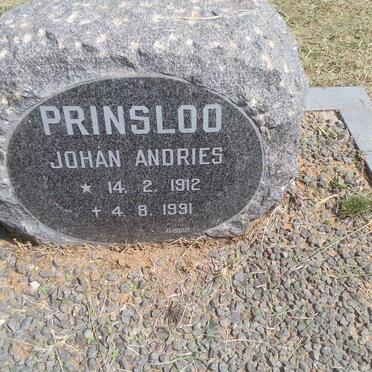 PRINSLOO
JOHAN ANDRIES
★ 14. 2. 1912
+ 4. 8. 1991